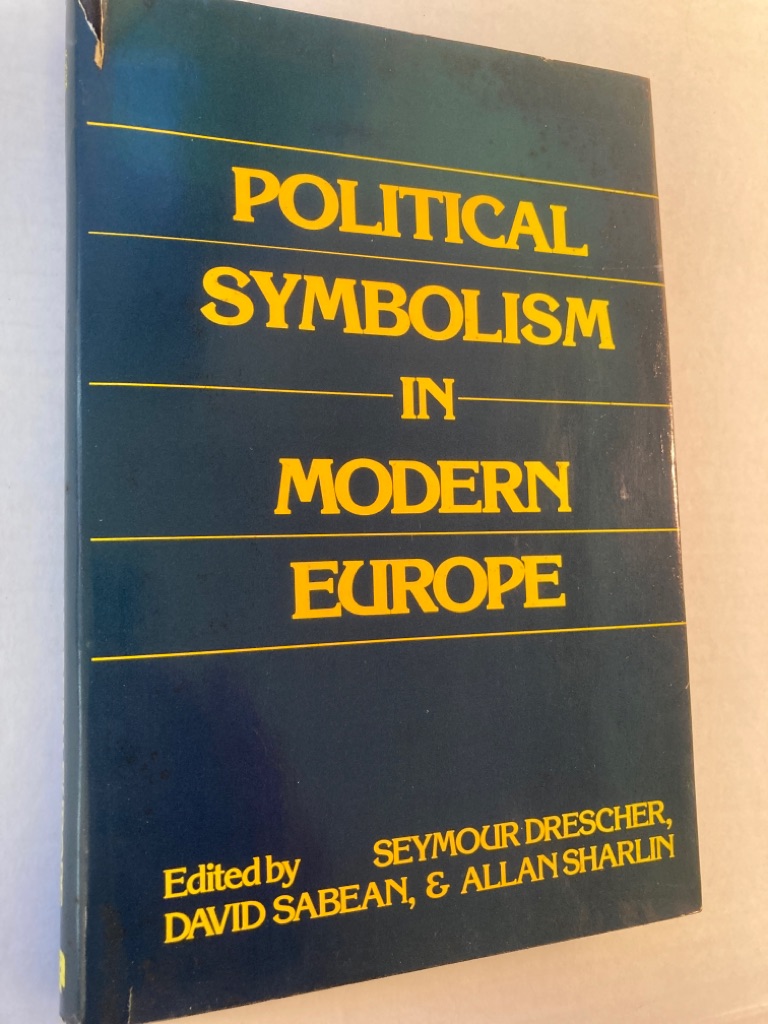 POLITICAL
SYMBOLISM
IN
MODERN
EUROPE
Edited by SEYMOUR DRESCHER,
DAVID SABEAN, & ALLAN SHARLIN